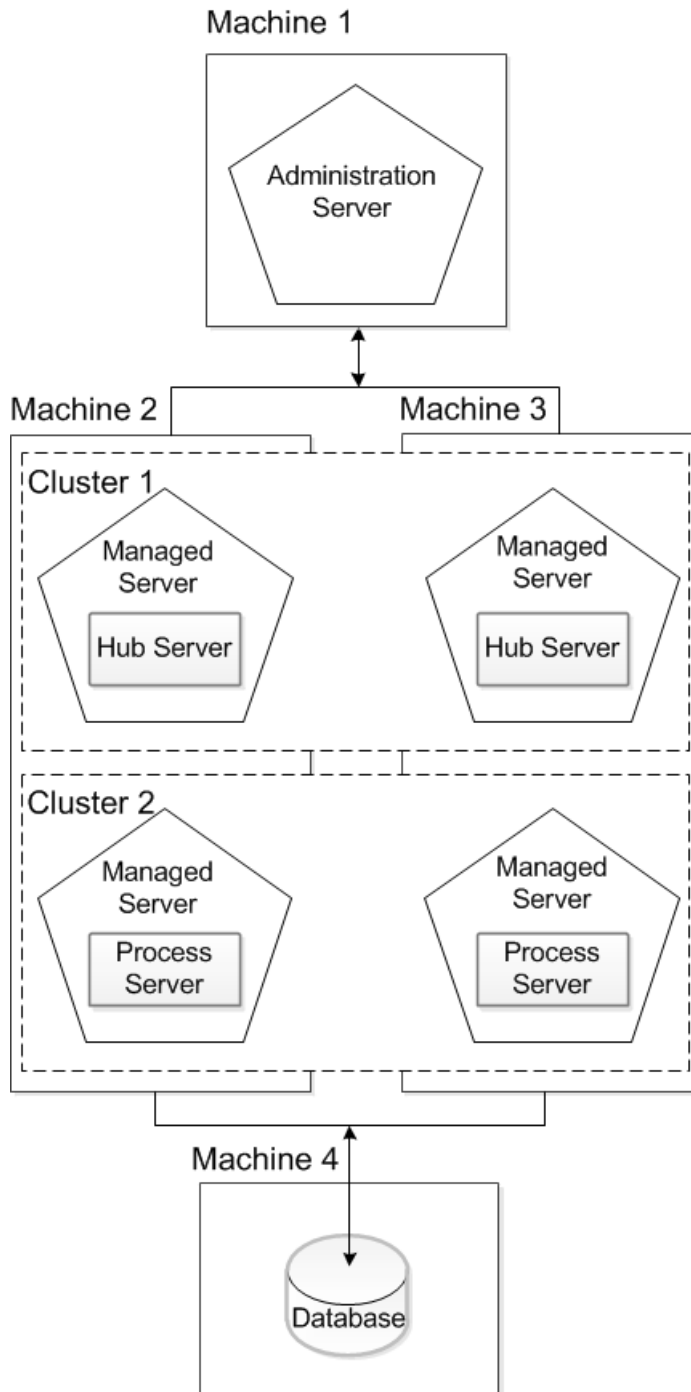 Machine 1
Administration
Server
Machine 2
Machine 3
Cluster 1
Managed
Server
Hub Server
Managed
Server
Hub Server
Cluster 2
Managed
Server
Process
Server
Managed
Server
Process
Server
Machine 4
Database